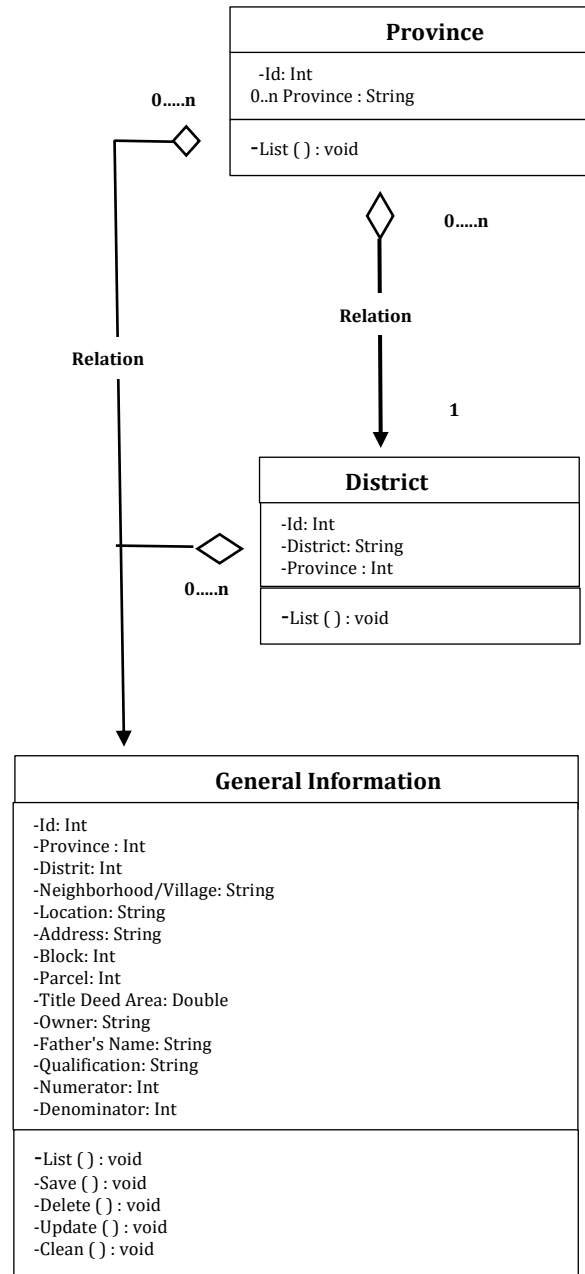 Province
-Id: Int
0..n Province : String
-List ( ) : void
0.....n
0.....n
Relation
Relation
1
District
-Id: Int
-District: String
-Province : Int
-List ( ) : void
0.....n
General Information
-Id: Int
-Province : Int
-Distrit: Int
-Neighborhood/Village: String
-Location: String
-Address: String
-Block: Int
-Parcel: Int
-Title Deed Area: Double
-Owner: String
-Father's Name: String
-Qualification: String
-Numerator: Int
-Denominator: Int
-List ( ) : void
-Save ( ) : void
-Delete ( ) : void
-Update ( ) : void
-Clean ( ) : void